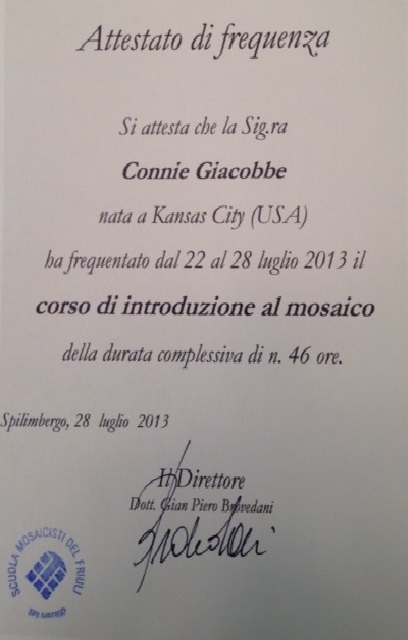 Attestato di frequenza
Si attesta che la Sig.ra
Connie Giacobbe
nata a Kansas City (USA)
ha frequentato dal 22 al 28 luglio 2013 il
corso di introduzione al mosaico
della durata complessiva di n. 46 ore.
Spilimbergo, 28 luglio 2013
Il Direttore
Dott. Gian Piero Brovedani
SCUOLA MOSAICISTI DEL FRIULI